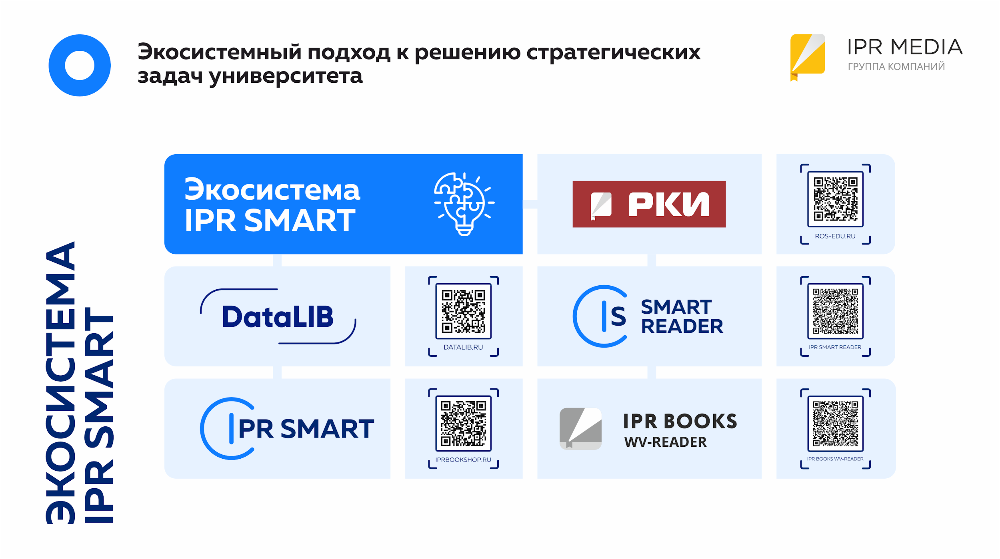 Экосистемный подход к решению стратегических
задач университета
IPR MEDIA
ГРУППА КОМПАНИЙ
ЭКОСИСТЕМА
IPR SMART
Экосистема
IPR SMART
РКИ
ROS-EDU.RU
DataLIB
DATALIB.RU
IS
SMART
READER
IPR SMART READER
IPR SMART
IPRBOOKSHOP.RU
IPR BOOKS
WV-READER
IPR BOOKS WV-READER